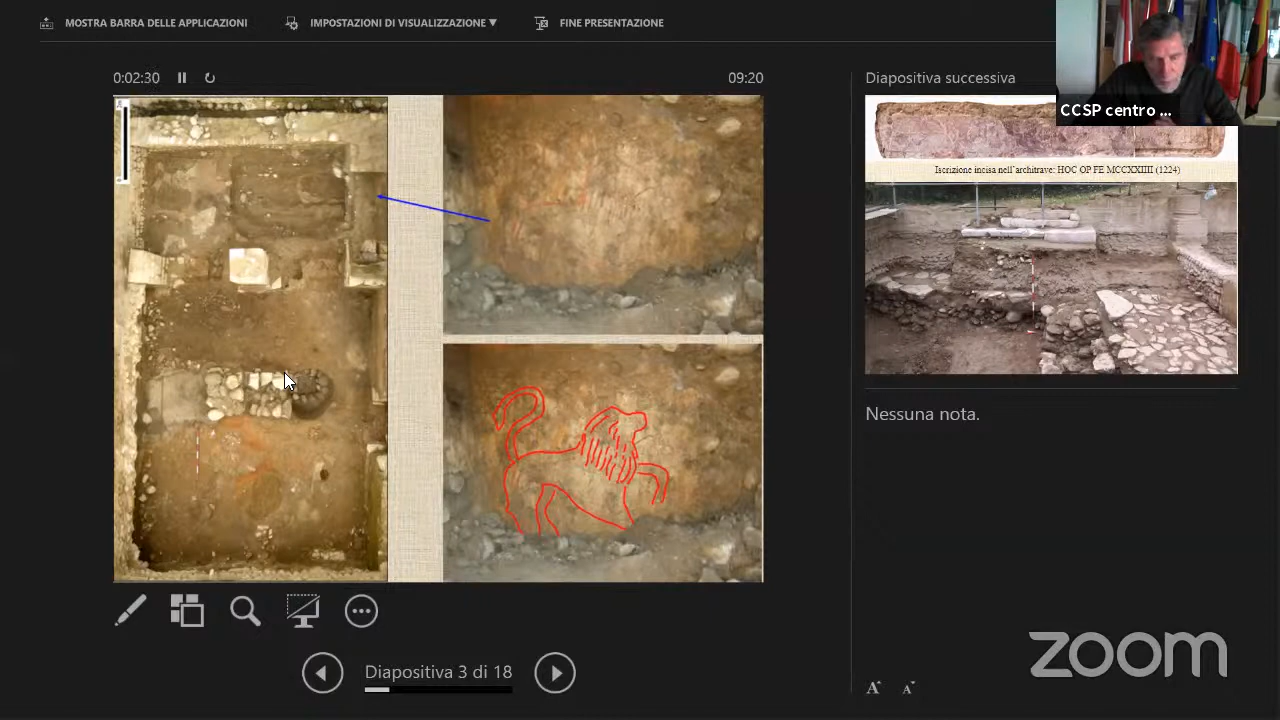 MOSTRA BARRA DELLE APPLICAZIONI
IMPOSTAZIONI DI VISUALIZZAZIONE ▼
FINE PRESENTAZIONE
0:02:30
09:20
Diapositiva successiva
CCSP centro ...
Iscrizione incisa nell'architrave: HOC OP FE MCCXXIIII (1224)
Nessuna nota.
Diapositiva 3 di 18
zoom
A A